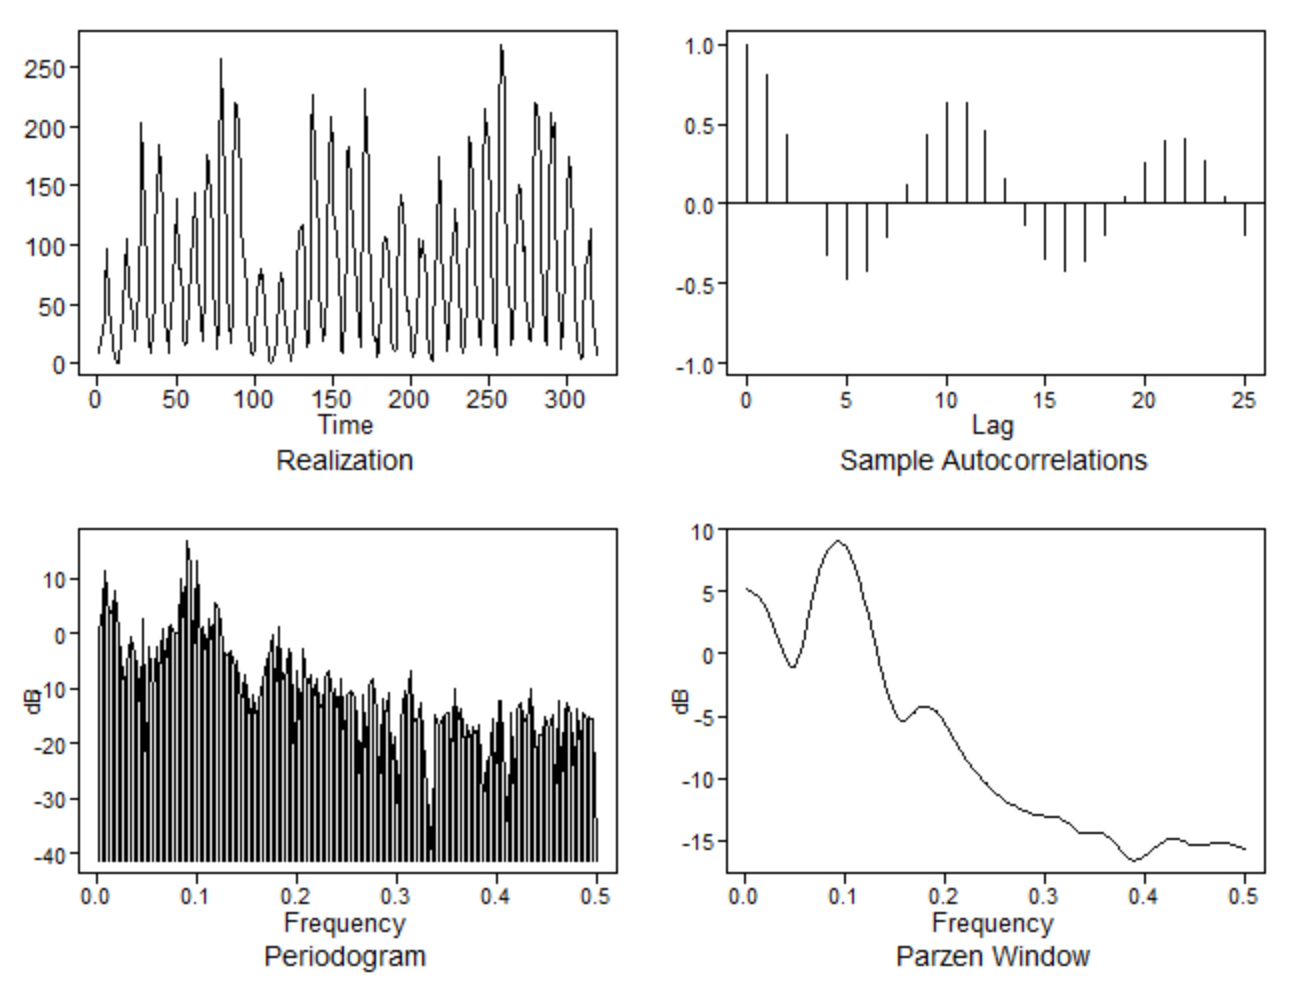 250
200
150
100
50
0
0 50 100 150 200 250 300
Time
Realization
1.0
0.5
0.0
-0.5
-1.0
0 5 10 15 20 25
Lag
Sample Autocorrelations
10
0
-10
-20
-30
-40
dB
0.0 0.1 0.2 0.3 0.4 0.5
Frequency
Periodogram
10
5
0
-5
-10
-15
dB
0.0 0.1 0.2 0.3 0.4 0.5
Frequency
Parzen Window